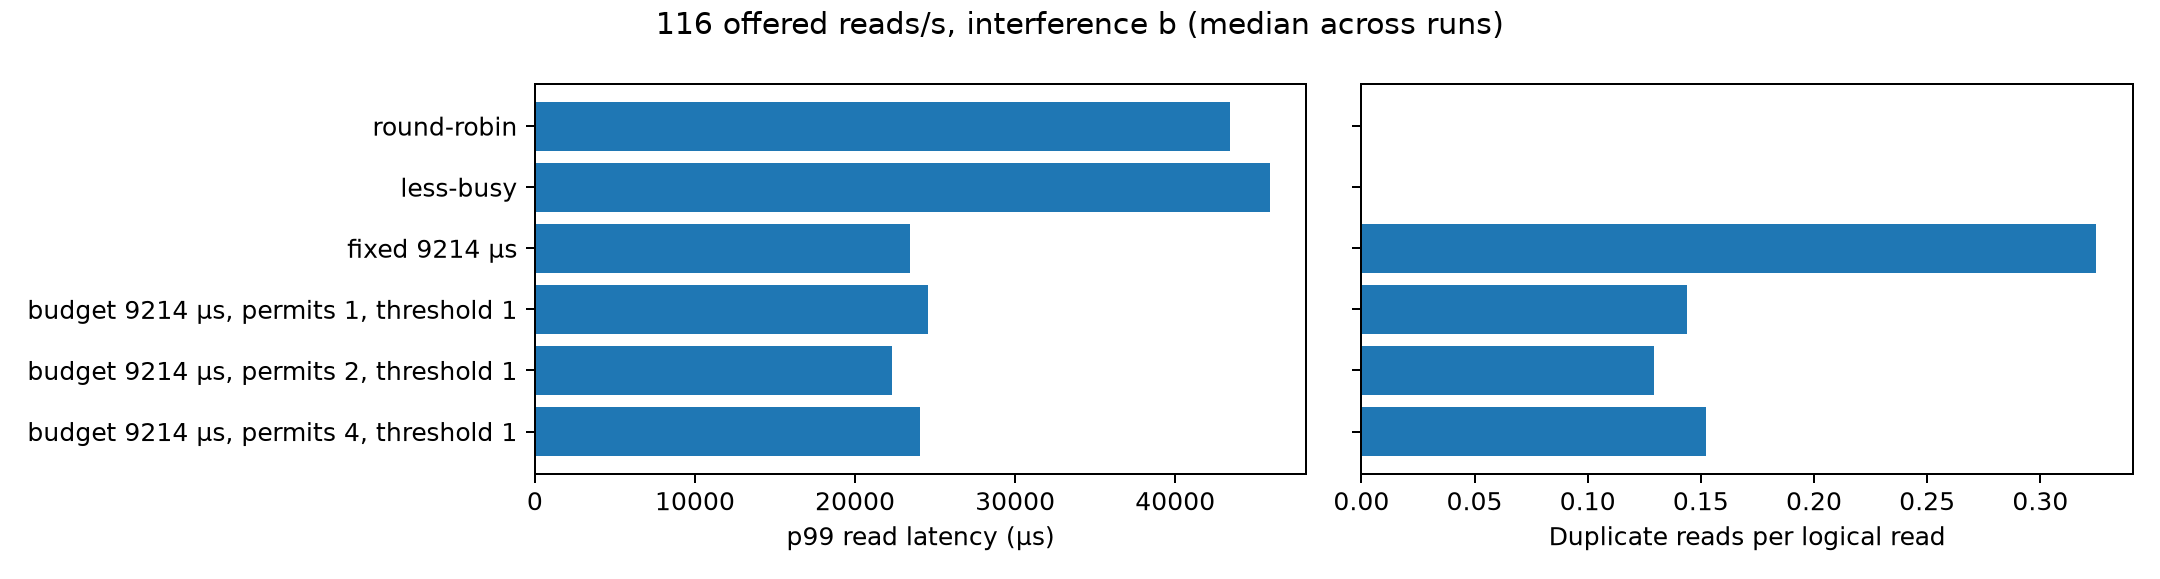 116 offered reads/s, interference b (median across runs)
round-robin
less-busy
fixed 9214 µs
budget 9214 µs, permits 1, threshold 1
budget 9214 µs, permits 2, threshold 1
budget 9214 µs, permits 4, threshold 1
0 10000 20000 30000 40000
p99 read latency (µs)
0.00 0.05 0.10 0.15 0.20 0.25 0.30
Duplicate reads per logical read